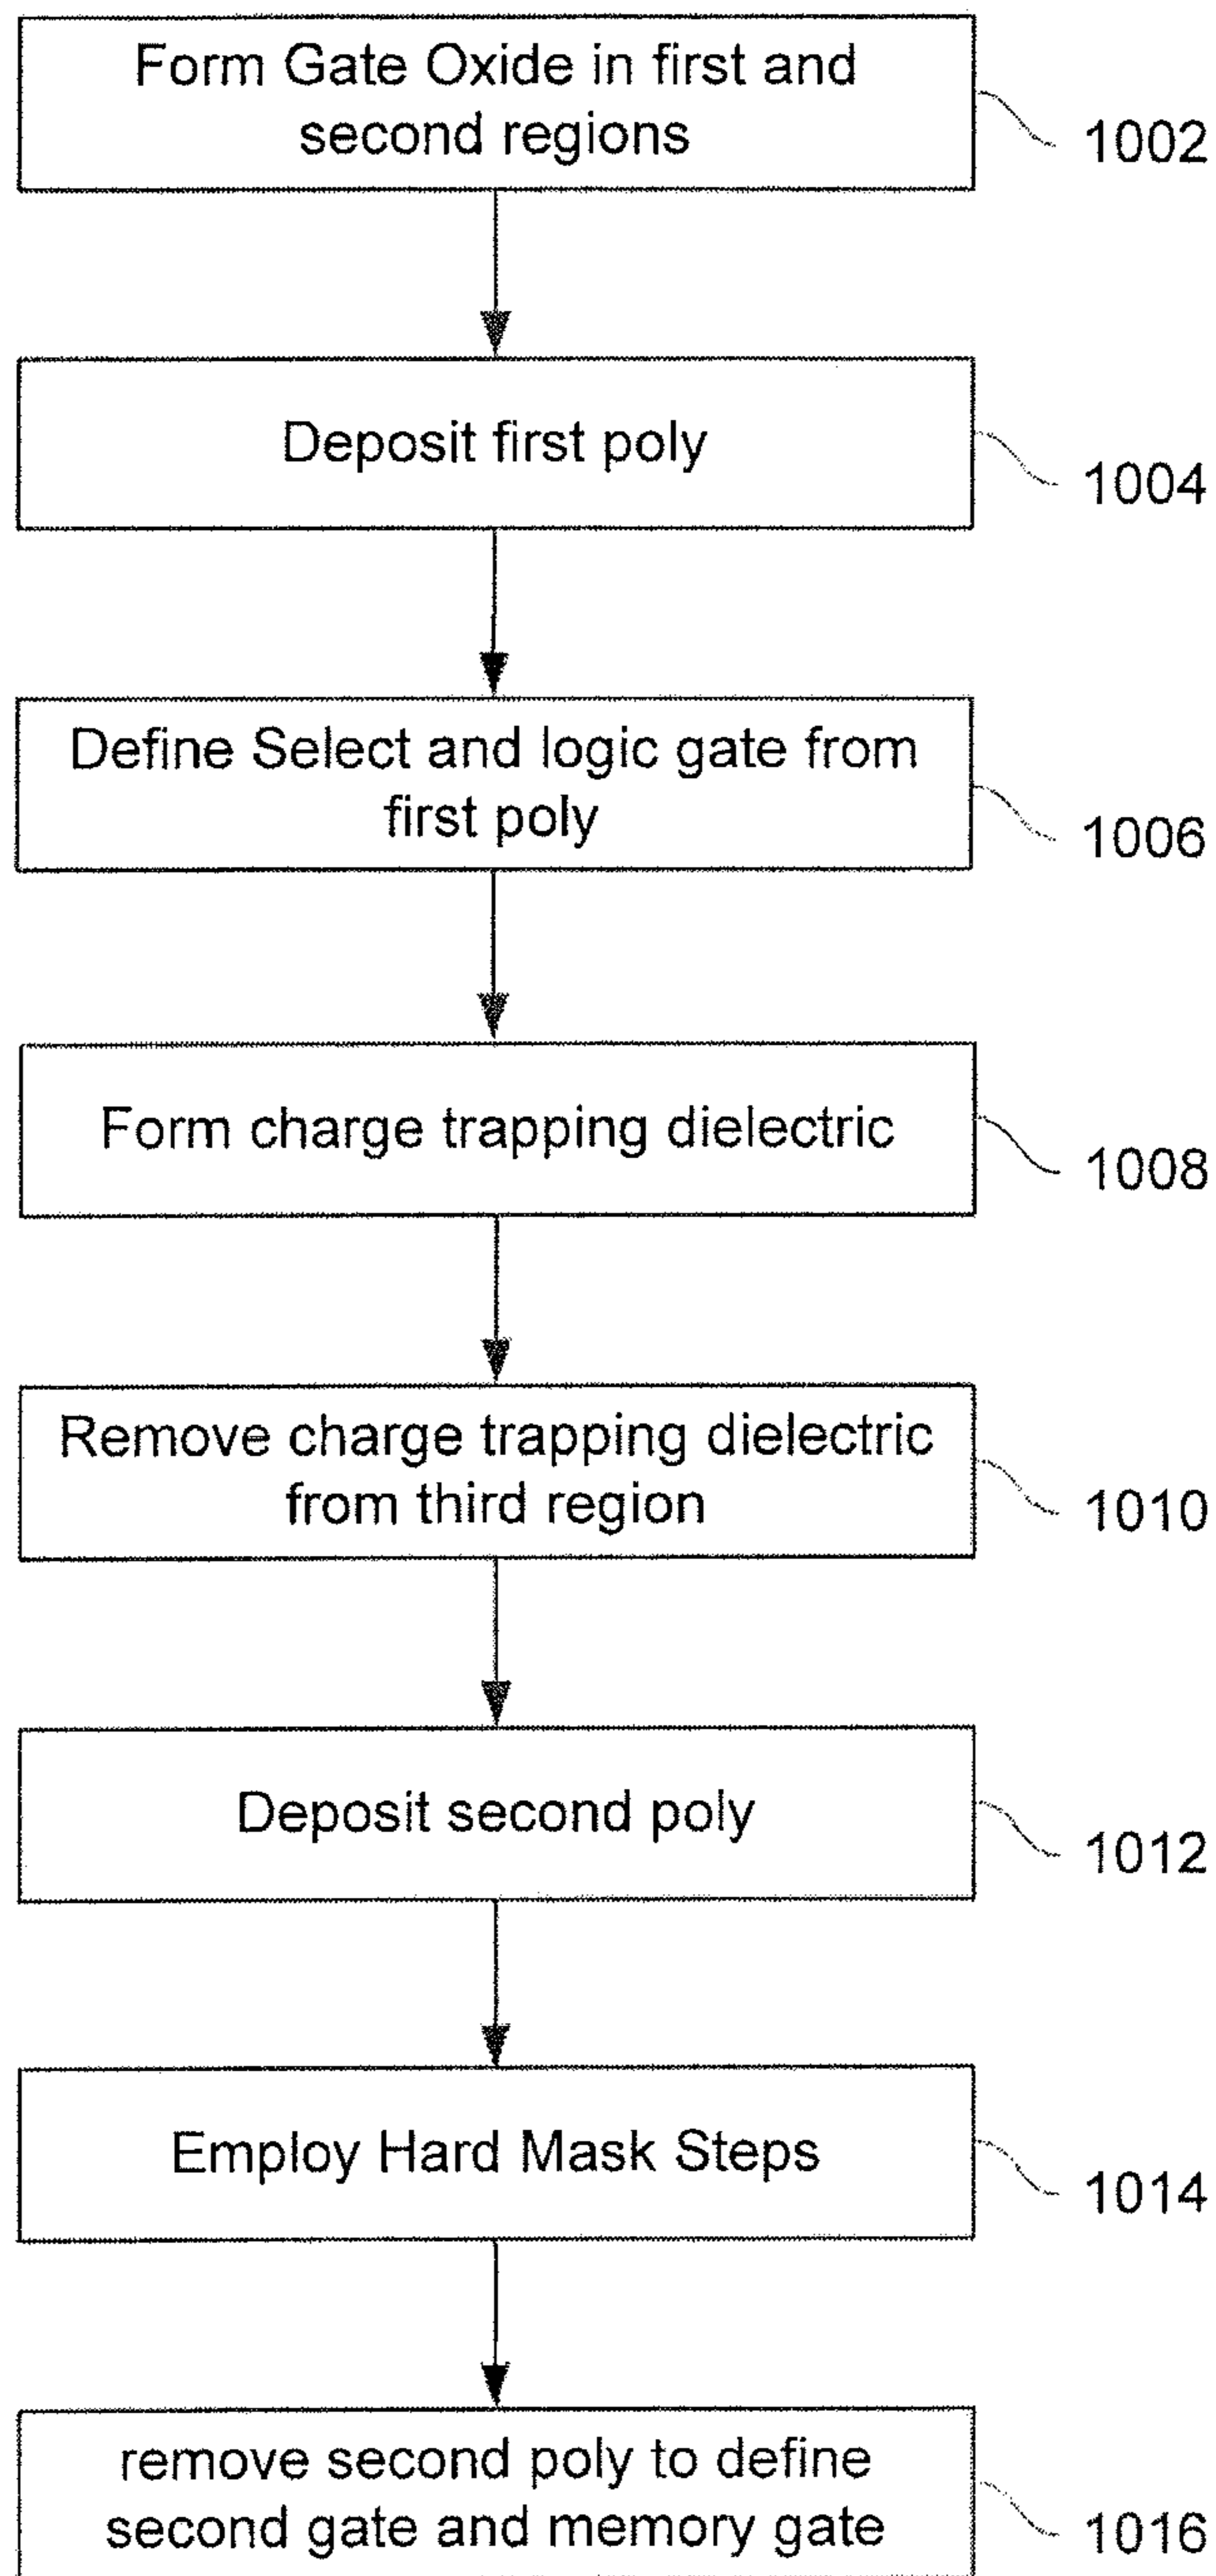 Form Gate Oxide in first and
second regions
1002
Deposit first poly
1004
Define Select and logic gate from
first poly
1006
Form charge trapping dielectric
1008
Remove charge trapping dielectric
from third region
1010
Deposit second poly
1012
Employ Hard Mask Steps
1014
remove second poly to define
second gate and memory gate
1016